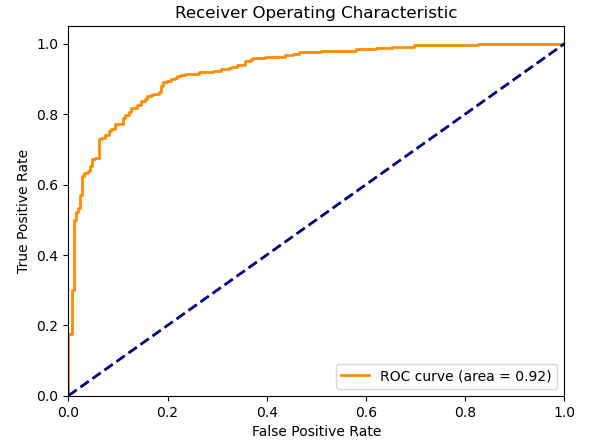 Receiver Operating Characteristic
True Positive Rate
1.0
0.8
0.6
0.4
0.2
0.0
ROC curve (area = 0.92)
0.0 0.2 0.4 0.6 0.8 1.0
False Positive Rate